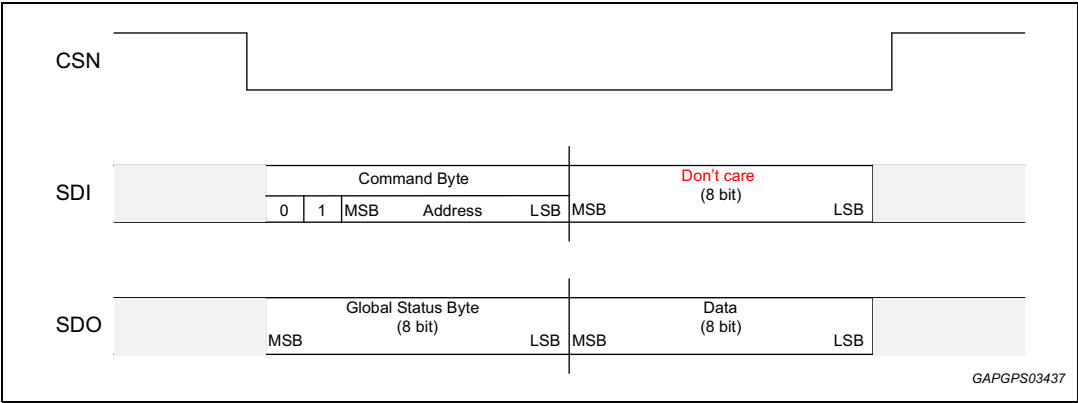 CSN
SDI
Command Byte
0 1 MSB Address LSB
Don't care
(8 bit)
MSB LSB
SDO
Global Status Byte
(8 bit)
MSB LSB
Data
(8 bit)
MSB LSB
GAPGPS03437